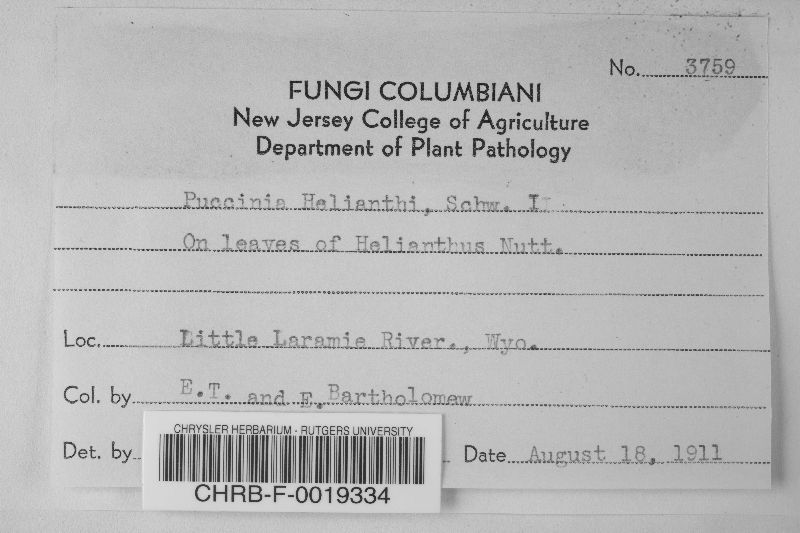 No. 3759
FUNGI COLUMBIANI
New Jersey College of Agriculture
Department of Plant Pathology
Puccinia Helianthi, Schw. II
On leaves of Helianthus Nutt.
Loc. Little Laramie River., Wyo.
Col. by E.T. and E.Bartholomew
Det. by
Date August 18, 1911
CHRYSLER HERBARIUM - RUTGERS UNIVERSITY
CHRB-F-0019334